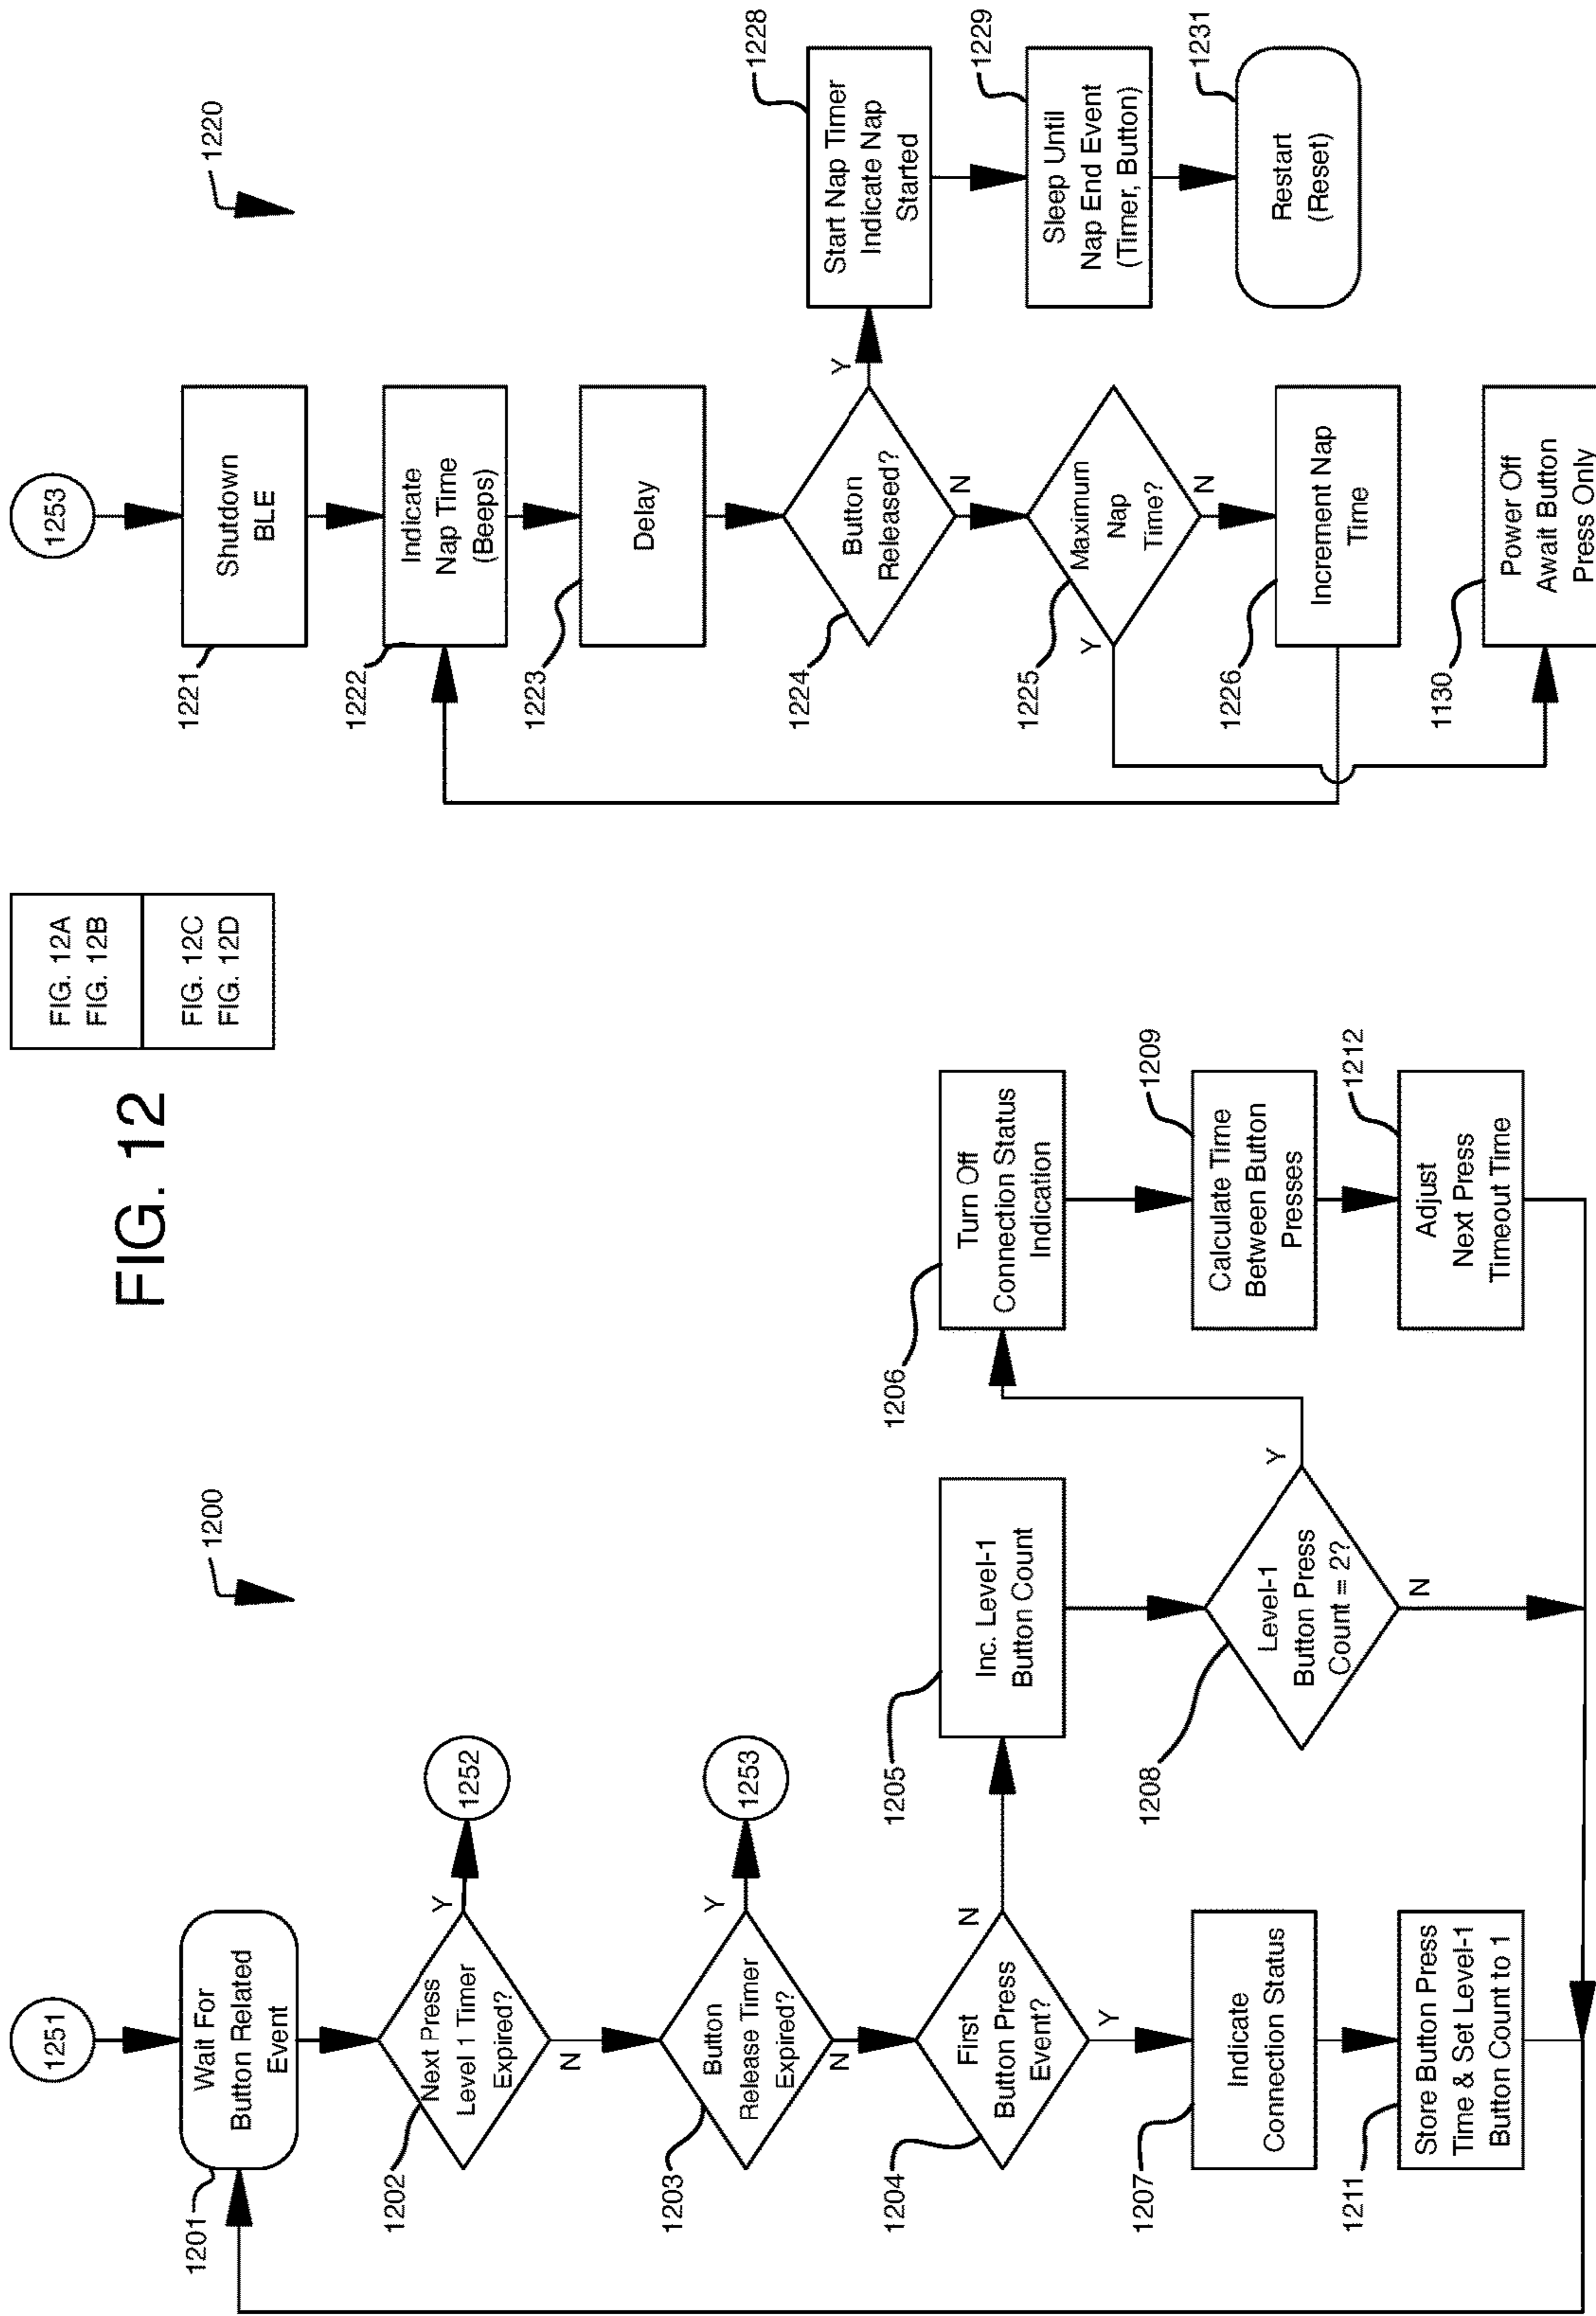 FIG. 12
FIG. 12A
FIG. 12B
FIG. 12C
FIG. 12D
1200
1251
1201
Wait For
Button Related
Event
1202
Next Press
Level 1 Timer
Expired?
Y
1252
N
1203
Button
Release Timer
Expired?
Y
1253
N
1204
First
Button Press
Event?
N
Y
1205
Inc. Level-1
Button Count
1206
Turn Off
Connection Status
Indication
1207
Indicate
Connection Status
1208
Level-1
Button Press
Count = 2?
Y
N
1209
Calculate Time
Between Button
Presses
1211
Store Button Press
Time & Set Level-1
Button Count to 1
1212
Adjust
Next Press
Timeout Time
1220
1253
1221
Shutdown
BLE
1222
Indicate
Nap Time
(Beeps)
1223
Delay
1224
Button
Released?
Y
N
1228
Start Nap Timer
Indicate Nap
Started
1225
Maximum
Nap
Time?
Y
N
1229
Sleep Until
Nap End Event
(Timer, Button)
1226
Increment Nap
Time
1231
Restart
(Reset)
1130
Power Off
Await Button
Press Only